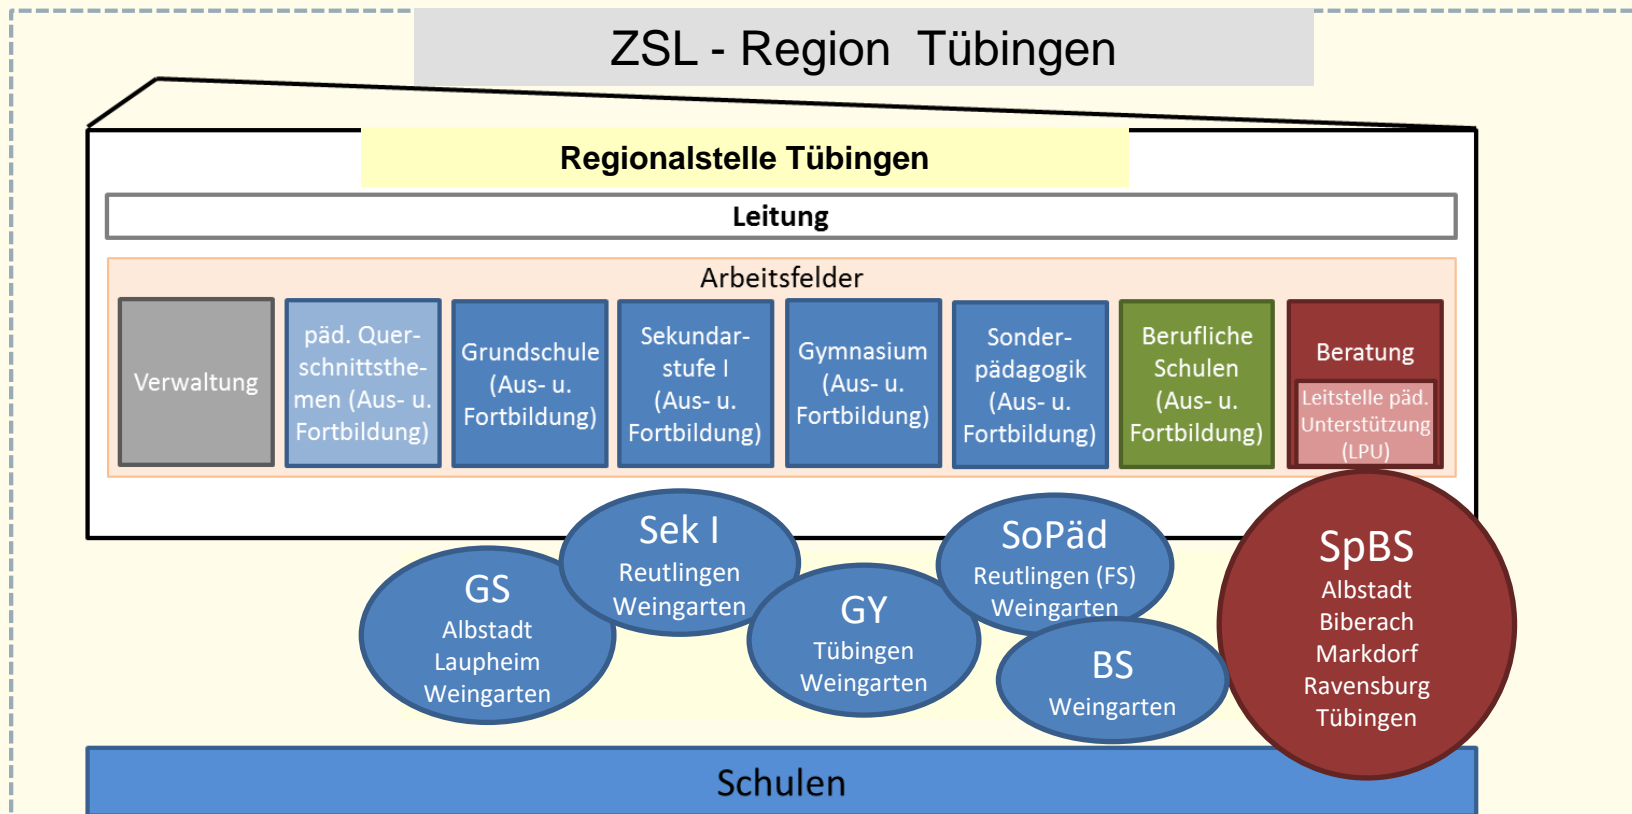 ZSL - Region Tübingen
Regionalstelle Tübingen
Leitung
Arbeitsfelder
Verwaltung
päd. Quer-
schnittsthe-
men (Aus- u.
Fortbildung)
Grundschule
(Aus- u.
Fortbildung)
Sekundar-
stufe I
(Aus- u.
Fortbildung)
Gymnasium
(Aus- u.
Fortbildung)
Sonder-
pädagogik
(Aus- u.
Fortbildung)
Berufliche
Schulen
(Aus- u.
Fortbildung)
Beratung
Leitstelle päd.
Unterstützung
(LPU)
GS
Albstadt
Laupheim
Weingarten
Sek I
Reutlingen
Weingarten
GY
Tübingen
Weingarten
SoPäd
Reutlingen (FS)
Weingarten
BS
Weingarten
SpBS
Albstadt
Biberach
Markdorf
Ravensburg
Tübingen
Schulen